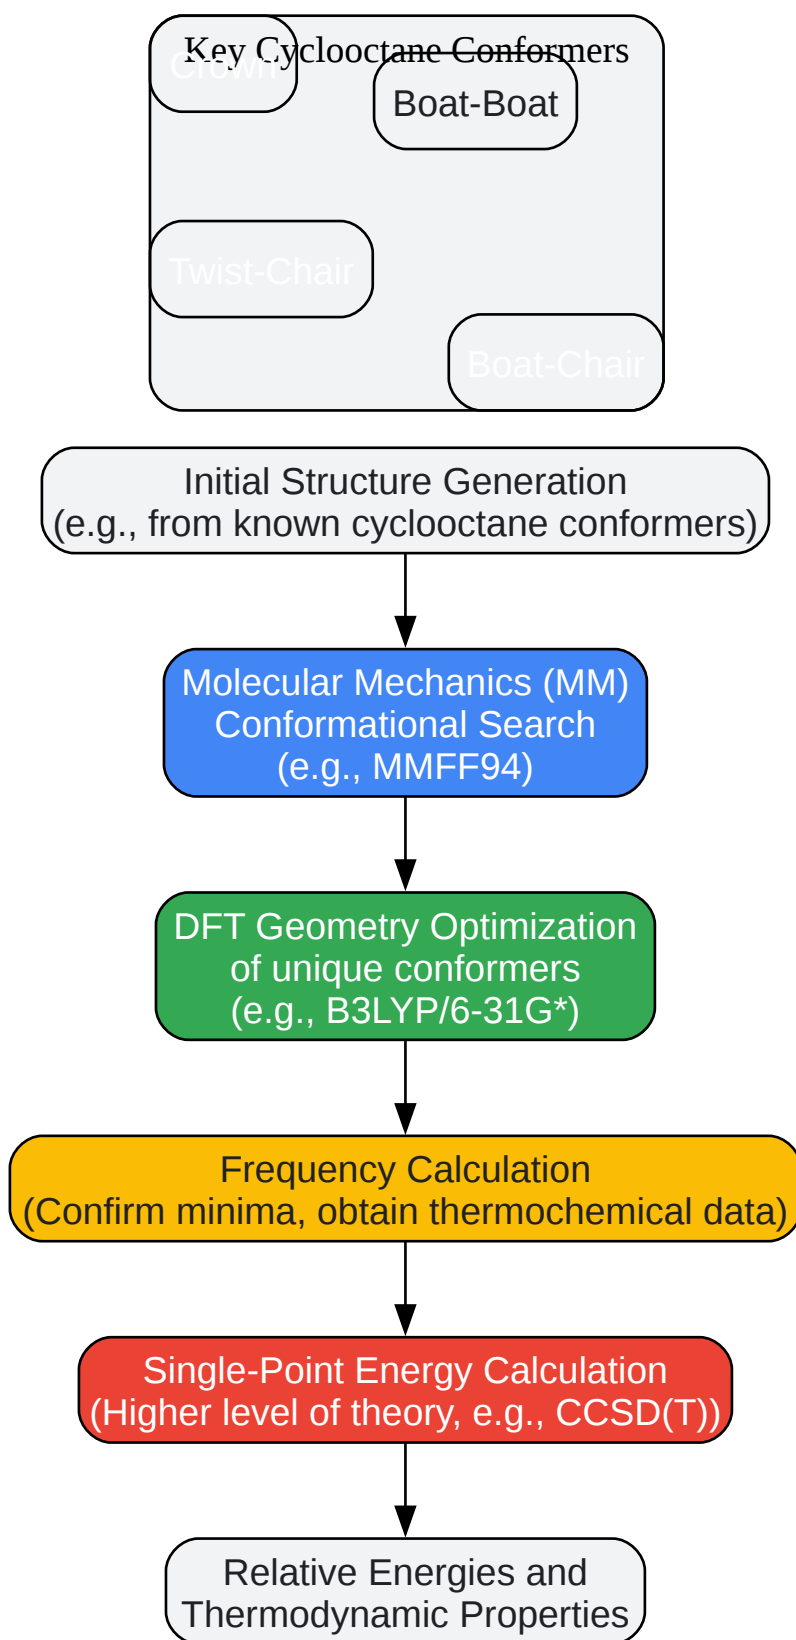 Key Cyclooctane Conformers
Crown
Boat-Boat
Twist-Chair
Boat-Chair
Initial Structure Generation
(e.g., from known cyclooctane conformers)
Molecular Mechanics (MM)
Conformational Search
(e.g., MMFF94)
DFT Geometry Optimization
of unique conformers
(e.g., B3LYP/6-31G*)
Frequency Calculation
(Confirm minima, obtain thermochemical data)
Single-Point Energy Calculation
(Higher level of theory, e.g., CCSD(T))
Relative Energies and
Thermodynamic Properties